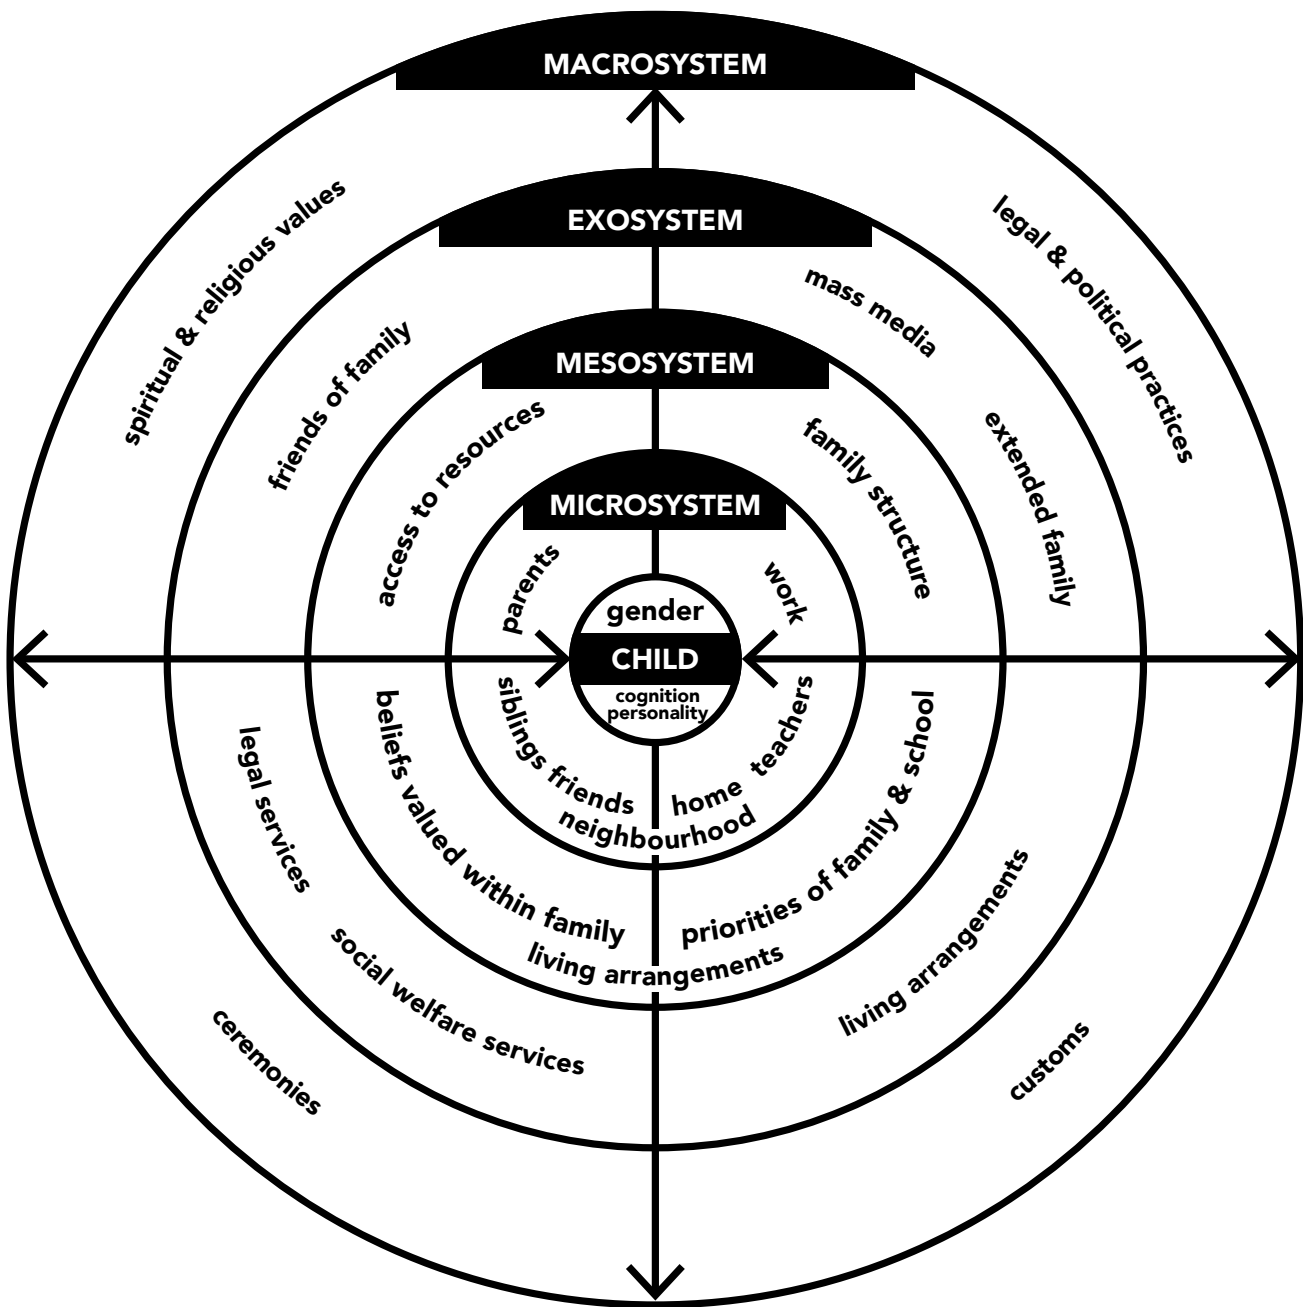 MACROSYSTEM
spiritual & religious values
legal & political practices
ceremonies
customs
EXOSYSTEM
friends of family
mass media
extended family
legal services
social welfare services
living arrangements
MESOSYSTEM
access to resources
family structure
beliefs valued within family
priorities of family & school
living arrangements
MICROSYSTEM
parents
work
siblings
friends
home
teachers
neighbourhood
gender
CHILD
cognition
personality